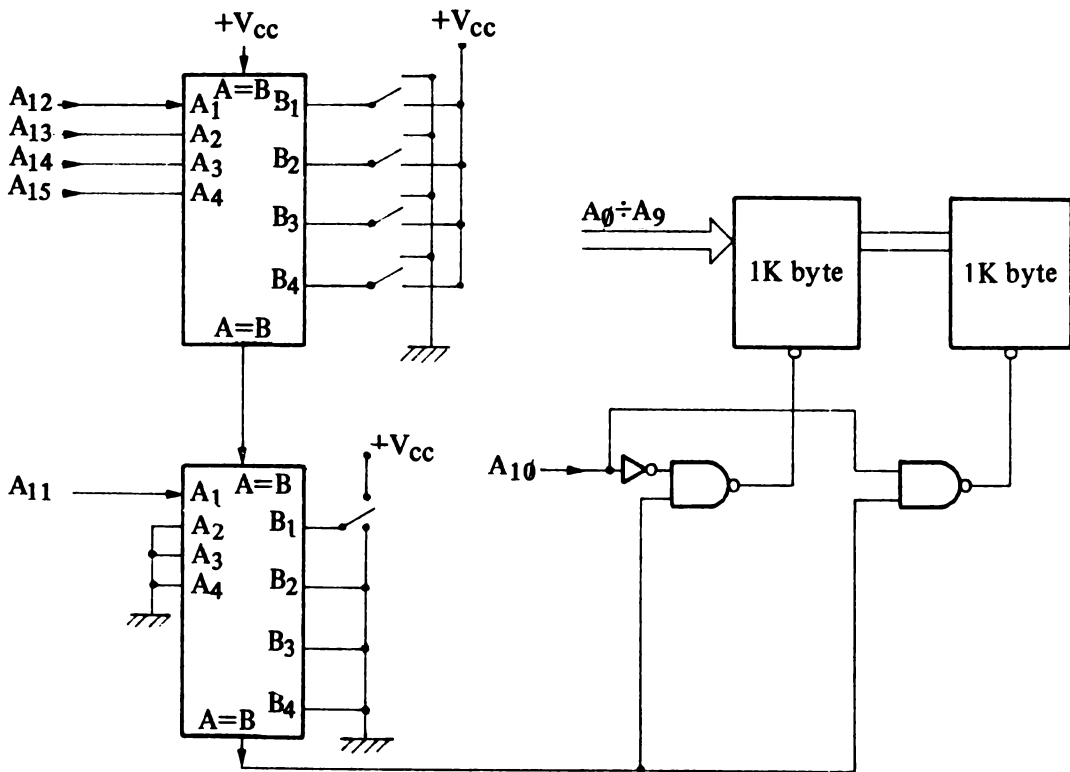 +Vcc
+Vcc
A=B
A12
A1
B1
A13
A2
A14
A3
B2
A15
A4
B3
B4
A=B
A0̸÷A9
1K byte
1K byte
+Vcc
A=B
A11
A1
B1
A2
A3
B2
A4
B3
B4
A=B
A10̸